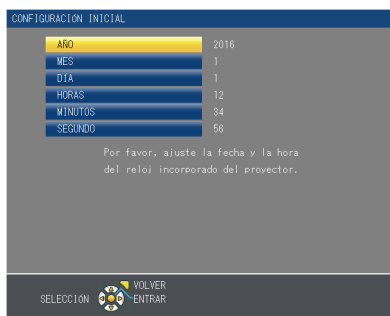 CONFIGURACIÓN INICIAL
AÑO 2016
MES 1
DÍA 1
HORAS 12
MINUTOS 34
SEGUNDO 56
Por favor, ajuste la fecha y la hora
del reloj incorporado del proyector.
VOLVER
SELECCIÓN ENTRAR